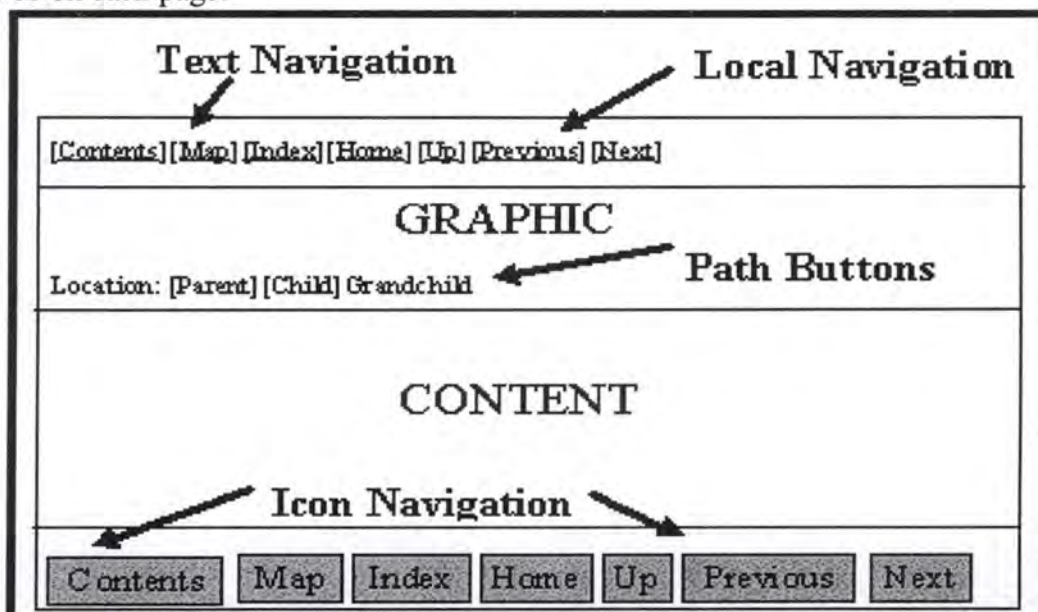 Text Navigation
Local Navigation
[Contents] [Map] [Index] [Home] [Up] [Previous] [Next]
GRAPHIC
Path Buttons
Location: [Parent] [Child] Grandchild
CONTENT
Icon Navigation
Contents Map Index Home Up Previous Next